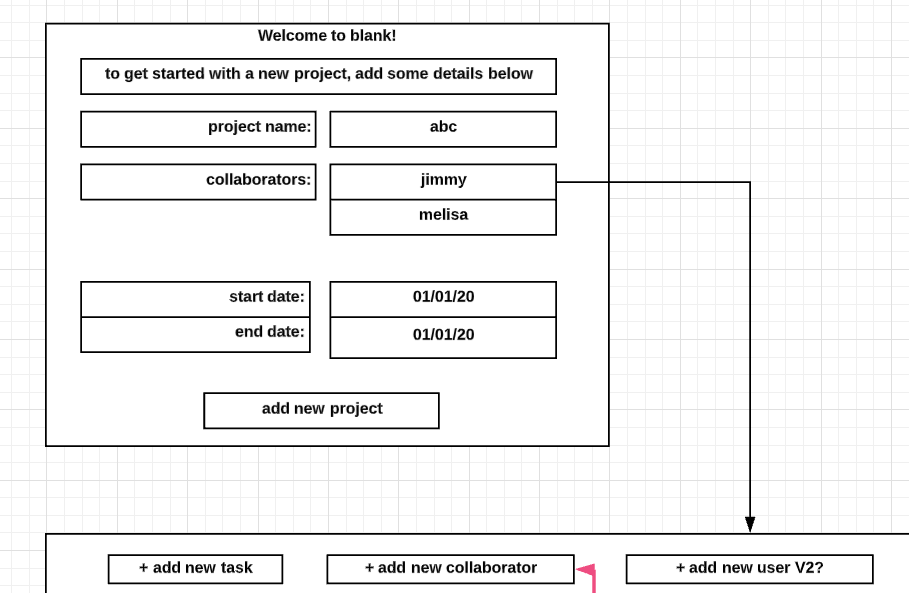 Welcome to blank!
to get started with a new project, add some details below
project name:
abc
collaborators:
jimmy
melisa
start date:
01/01/20
end date:
01/01/20
add new project
+ add new task
+ add new collaborator
+ add new user V2?